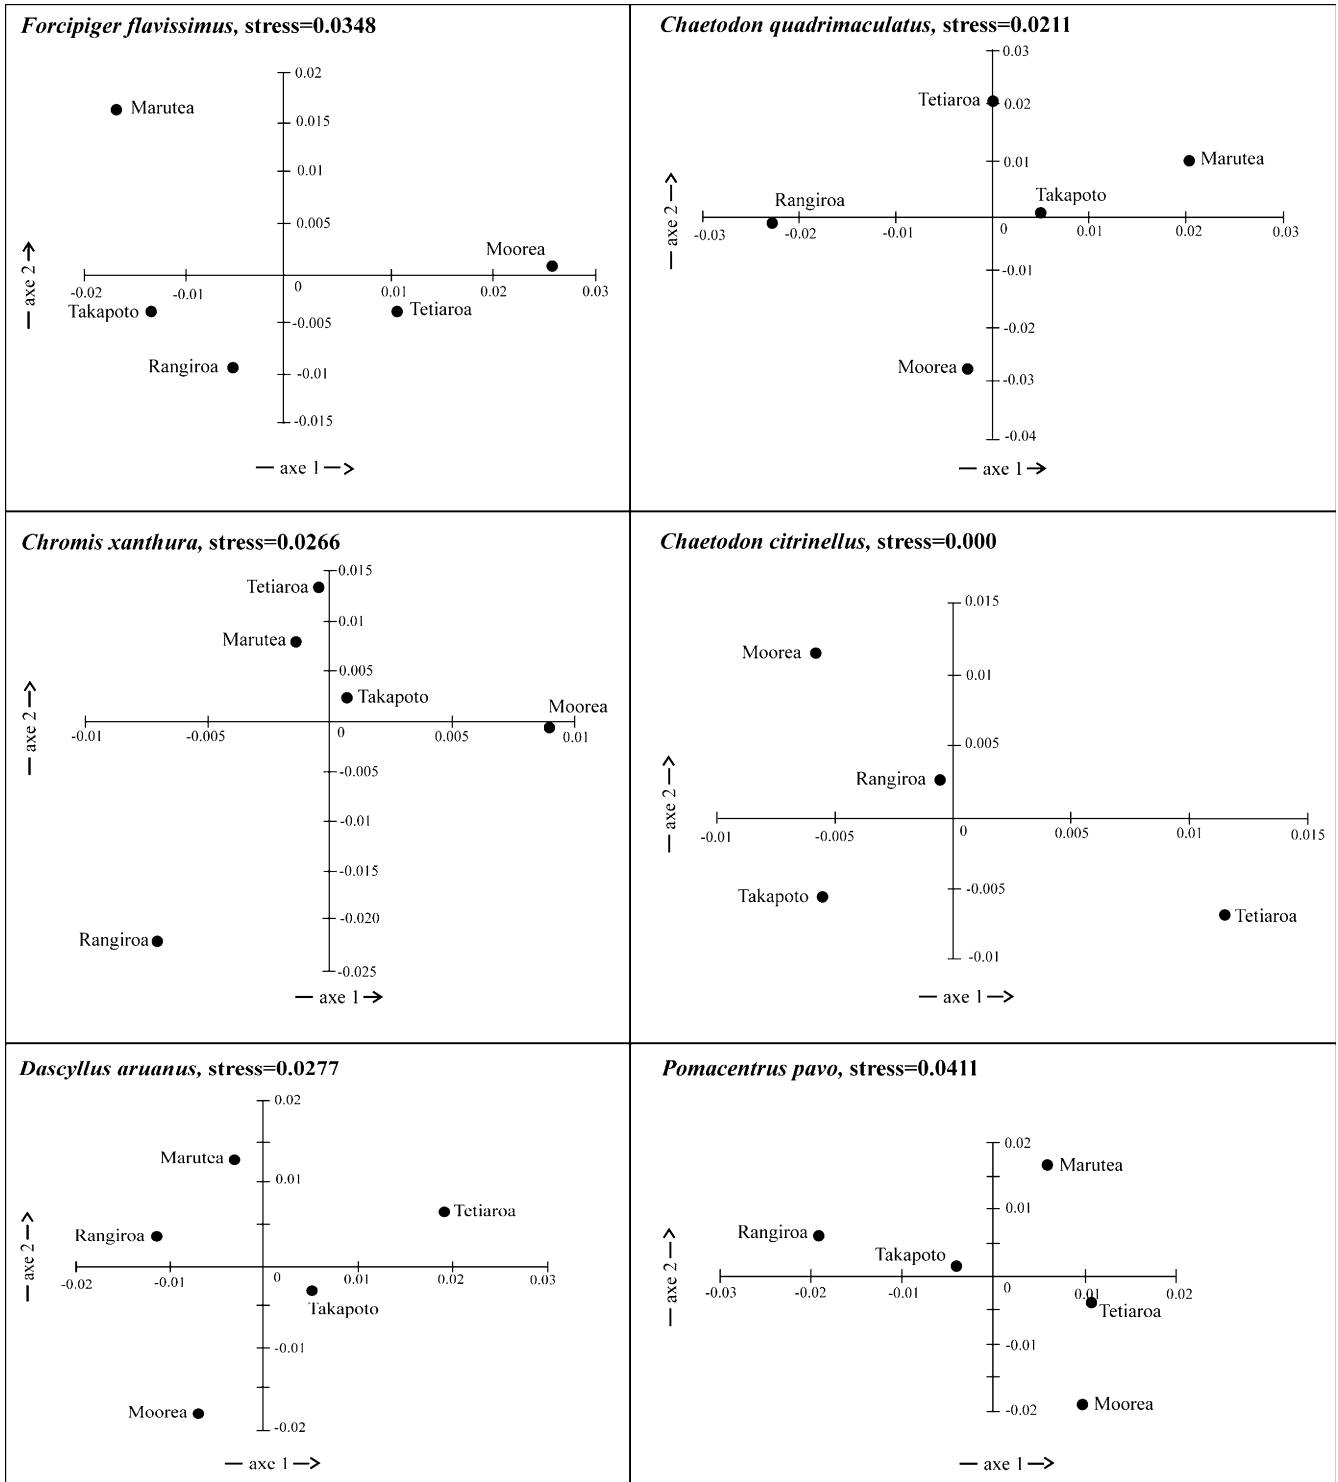 Forcipiger flavissimus, stress=0.0348
0.02
Marutea
0.015
0.01
0.005
Moorea
-0.02
-0.01
0
0.01
0.02
0.03
Takapoto
Tetiaroa
-0.005
Rangiroa
-0.01
-0.015
axe 2
axe 1
Chaetodon quadrimaculatus, stress=0.0211
0.03
Tetiaroa
0.02
0.01
Marutea
Rangiroa
Takapoto
-0.03
-0.02
-0.01
0
0.01
0.02
0.03
-0.01
-0.02
Moorea
-0.03
-0.04
axe 2
axe 1
Chromis xanthura, stress=0.0266
0.015
Tetiaroa
0.01
Marutea
0.005
Takapoto
Moorea
-0.01
-0.005
0
0.005
0.01
-0.005
-0.01
-0.015
-0.020
Rangiroa
-0.025
axe 2
axe 1
Chaetodon citrinellus, stress=0.000
0.015
Moorea
0.01
0.005
Rangiroa
-0.01
-0.005
0
0.005
0.01
0.015
Takapoto
-0.005
Tetiaroa
-0.01
axe 2
axe 1
Dascyllus aruanus, stress=0.0277
0.02
Marutea
0.01
Tetiaroa
Rangiroa
-0.02
-0.01
0
0.01
0.02
0.03
Takapoto
-0.01
Moorea
-0.02
axe 2
axe 1
Pomacentrus pavo, stress=0.0411
0.02
Marutea
0.01
Rangiroa
Takapoto
-0.03
-0.02
-0.01
0
0.01
0.02
Tetiaroa
-0.01
Moorea
-0.02
axe 2
axe 1